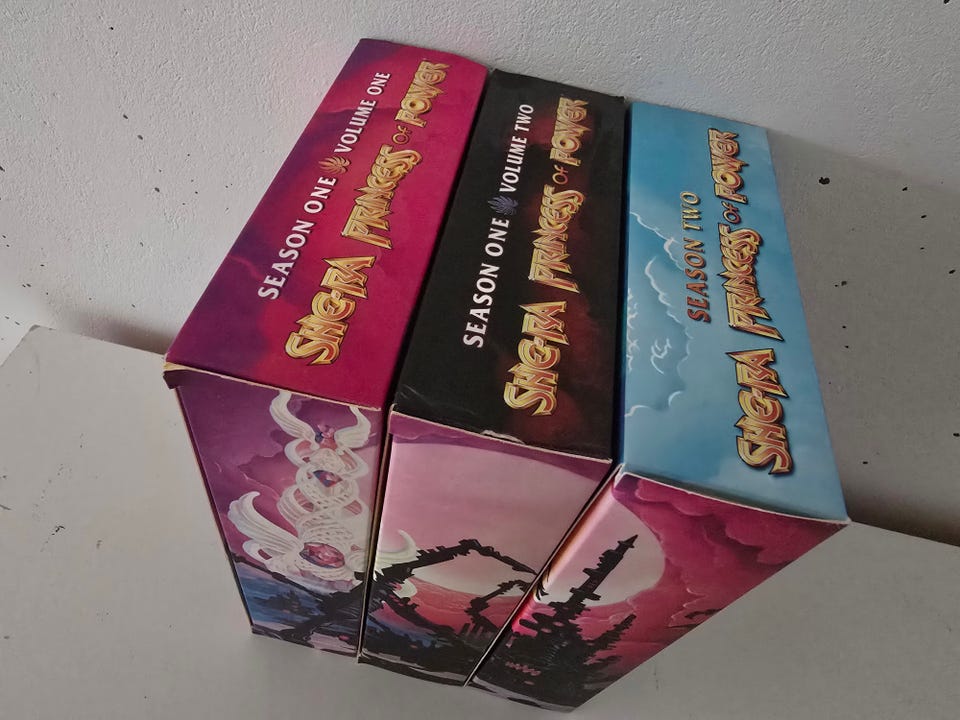 SEASON ONE VOLUME ONE
SHE-RA PRINCESS OF POWER
SEASON ONE VOLUME TWO
SHE-RA PRINCESS OF POWER
SEASON TWO
SHE-RA PRINCESS OF POWER